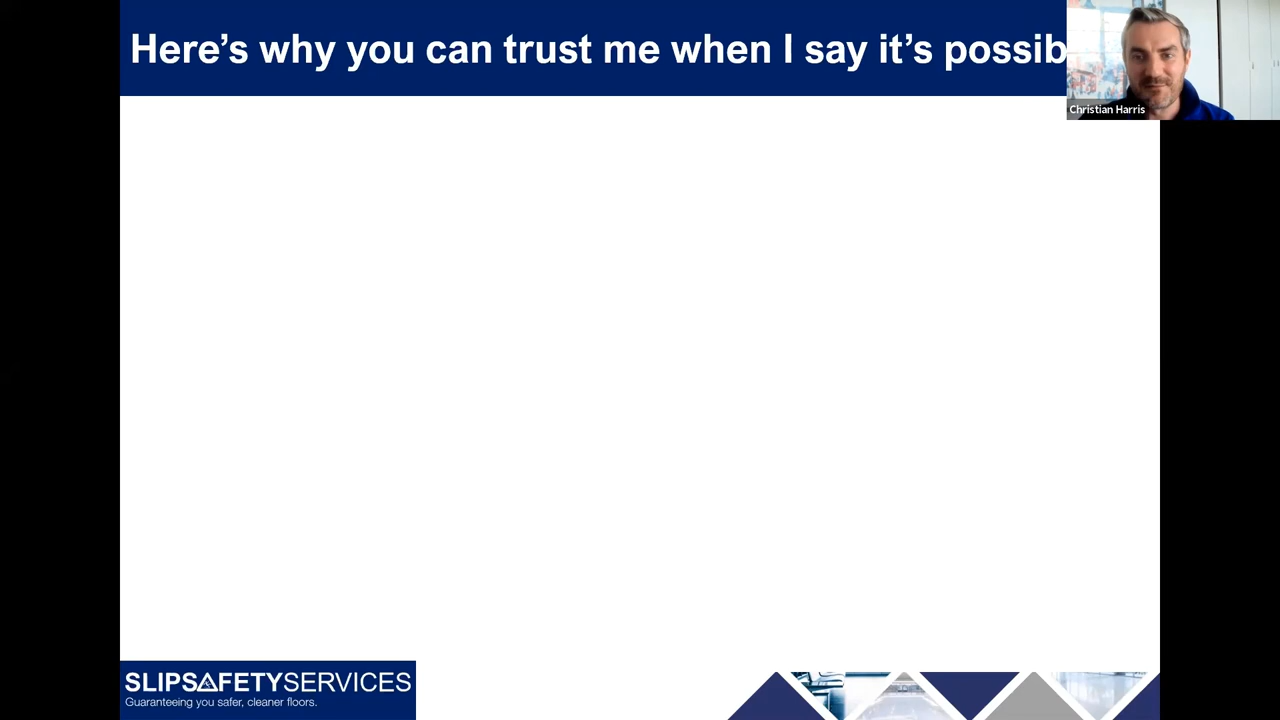 Here’s why you can trust me when I say it’s possib
Christian Harris
SLIPSAFETYSERVICES
Guaranteeing you safer, cleaner floors.